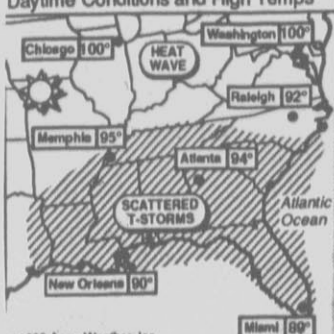 Daytime Conditions and High Temps
Washington 100°
Chicago 100°
HEAT
WAVE
Raleigh 92°
Memphis 95°
Atlanta 94°
SCATTERED
T-STORMS
Atlantic
Ocean
New Orleans 90°
Miami 89°